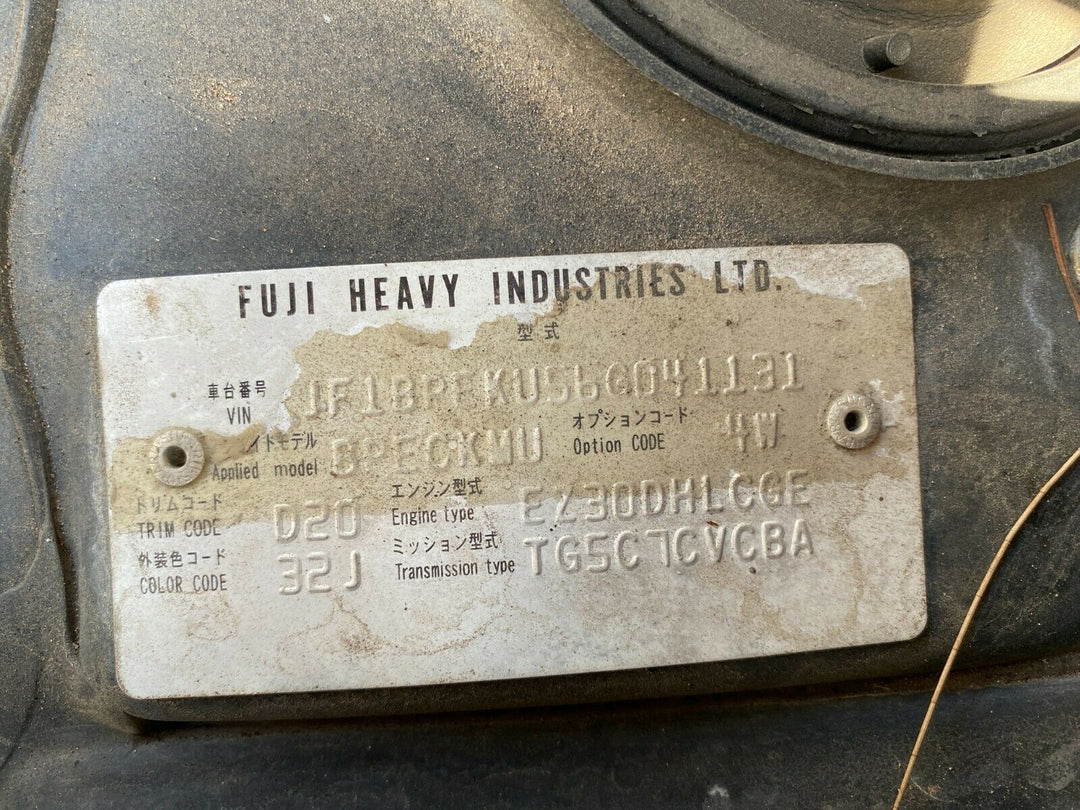 FUJI HEAVY INDUSTRIES LTD.
型式
車台番号
VIN
オプションコード
Option CODE 4W
Applied model BPECKMU
トリムコード
TRIM CODE D20
エンジン型式
Engine type EZ30DHLCGE
外装色コード
COLOR CODE 32J
ミッション型式
Transmission type TG5C7CVCBA